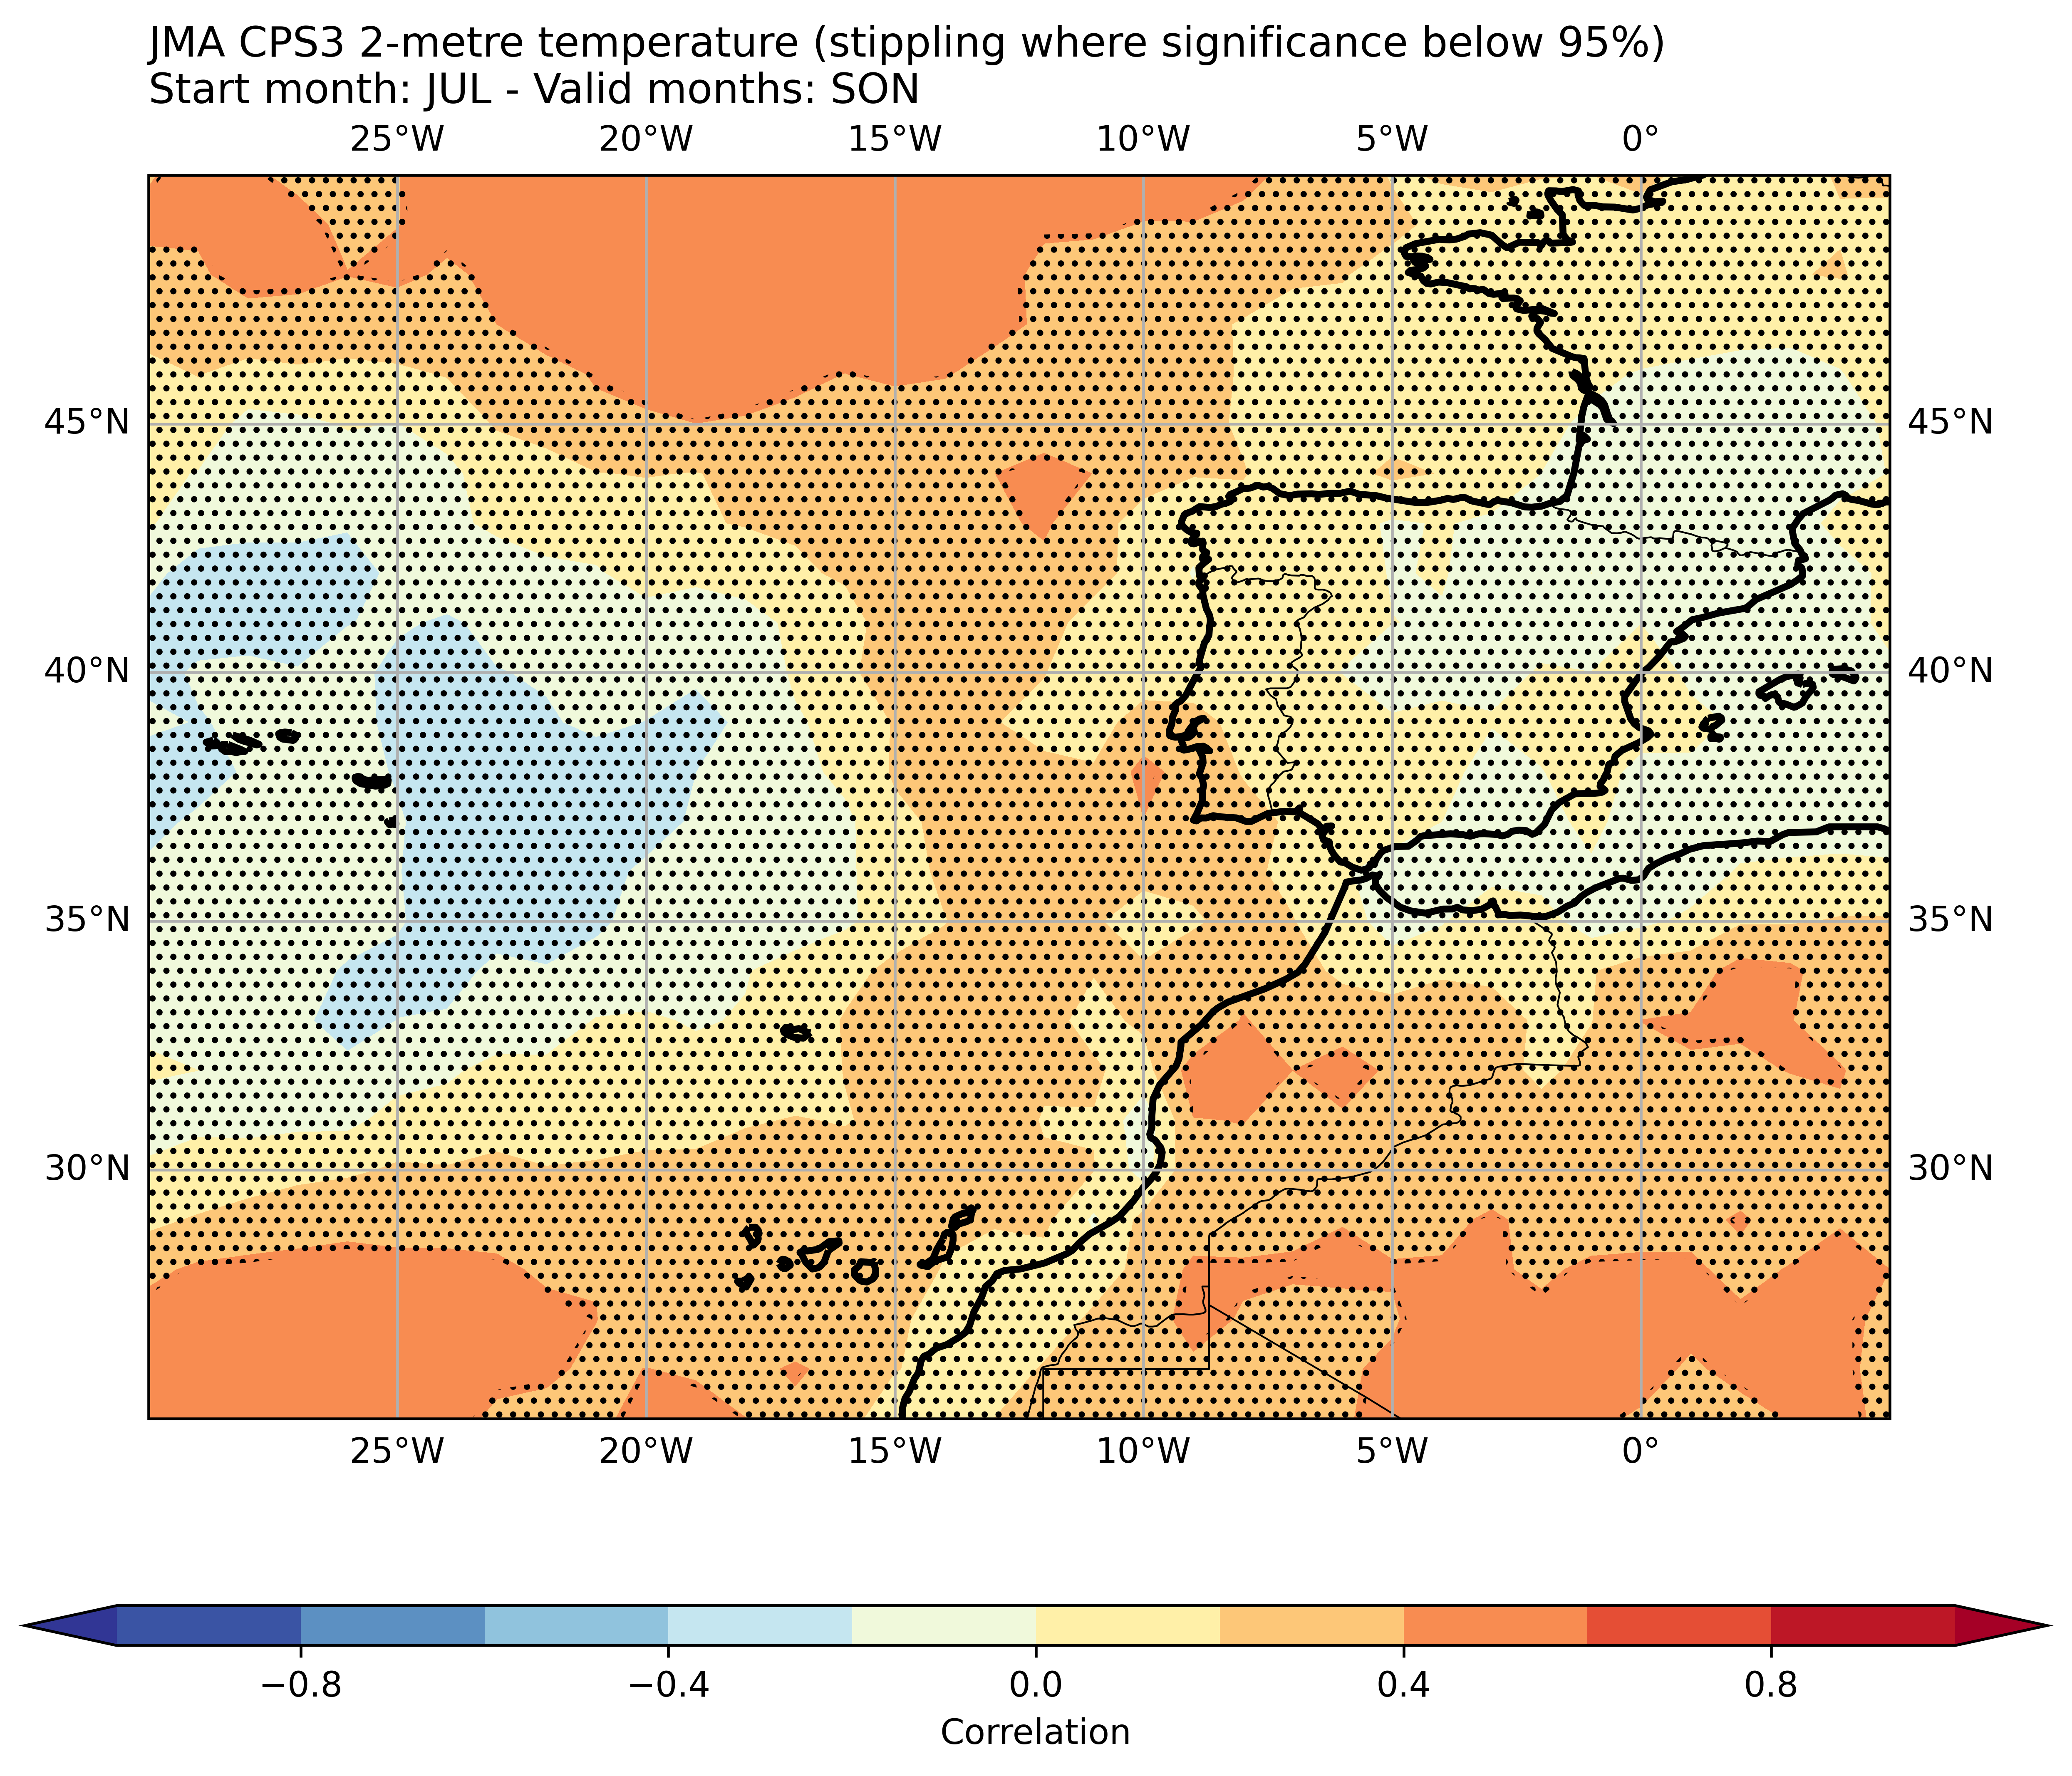 JMA CPS3 2-metre temperature (stippling where significance below 95%)
Start month: JUL - Valid months: SON
25°W 20°W 15°W 10°W 5°W 0°
45°N 45°N
40°N 40°N
35°N 35°N
30°N 30°N
25°W 20°W 15°W 10°W 5°W 0°
−0.8 −0.4 0.0 0.4 0.8
Correlation